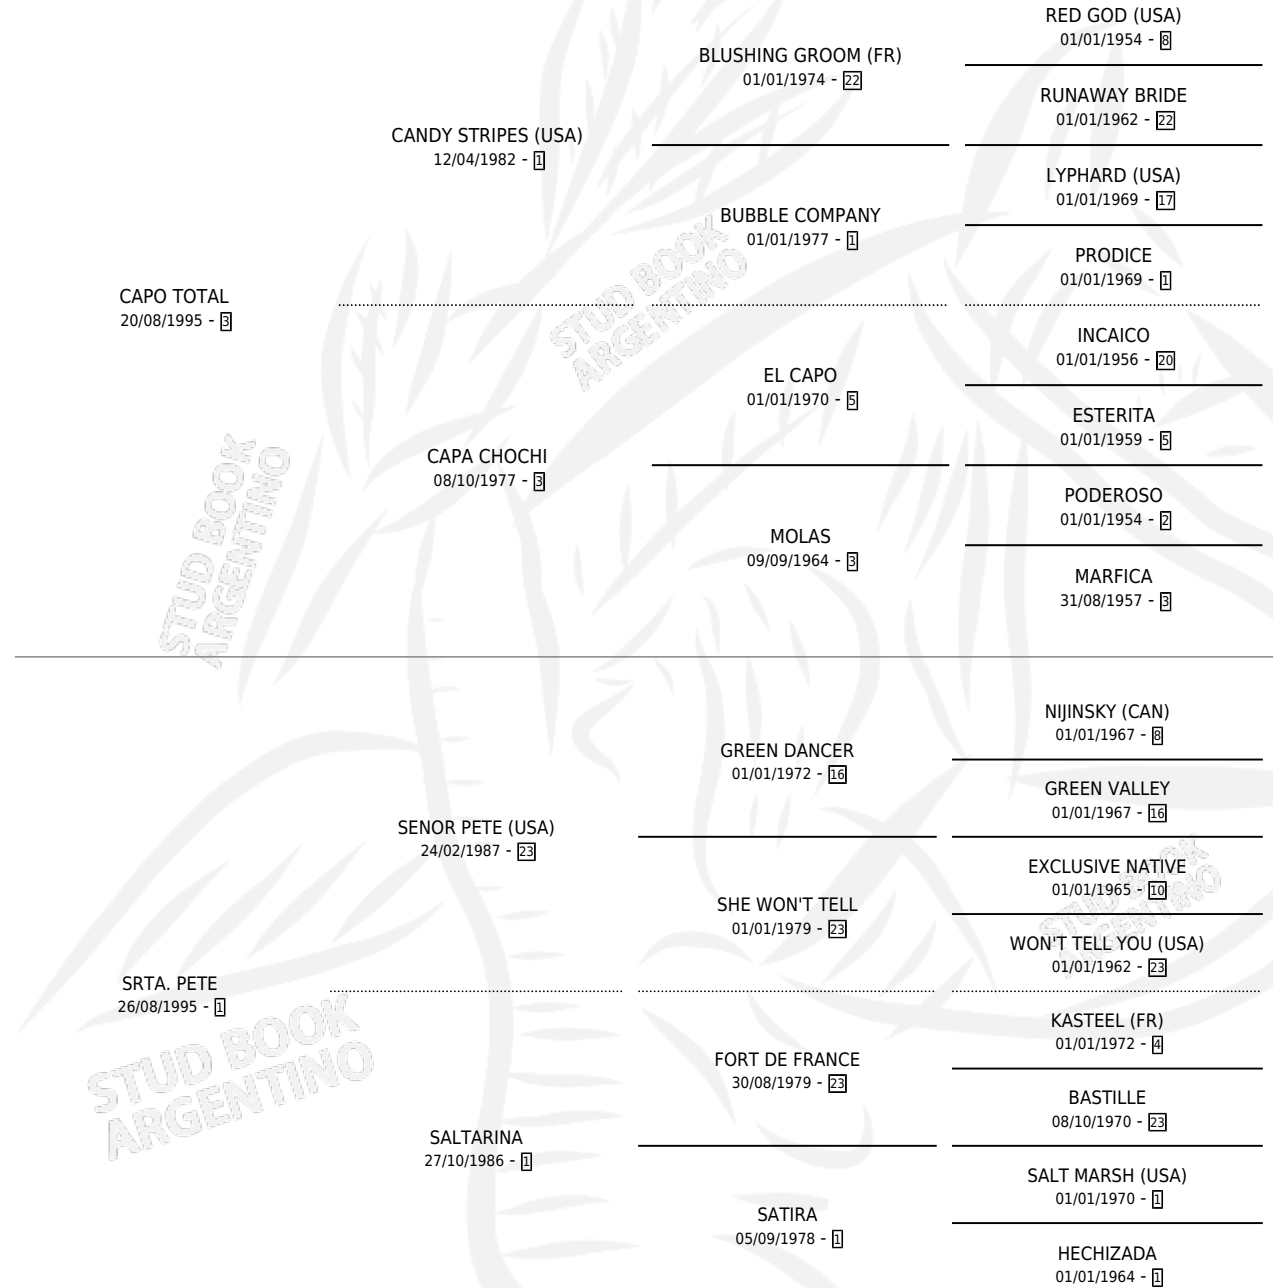 RED GOD (USA)
01/01/1954 - 8
BLUSHING GROOM (FR)
01/01/1974 - 22
RUNAWAY BRIDE
01/01/1962 - 22
CANDY STRIPES (USA)
12/04/1982 - 1
LYPHARD (USA)
01/01/1969 - 17
BUBBLE COMPANY
01/01/1977 - 1
PRODICE
01/01/1969 - 1
CAPO TOTAL
20/08/1995 - 3
INCAICO
01/01/1956 - 20
EL CAPO
01/01/1970 - 5
ESTERITA
01/01/1959 - 5
CAPA CHOCHI
08/10/1977 - 3
PODEROSO
01/01/1954 - 2
MOLAS
09/09/1964 - 3
MARFICA
31/08/1957 - 3
STUD BOOK
ARGENTINO
STUD BOOK
ARGENTINO
NIJINSKY (CAN)
01/01/1967 - 8
GREEN DANCER
01/01/1972 - 16
GREEN VALLEY
01/01/1967 - 16
SENOR PETE (USA)
24/02/1987 - 23
EXCLUSIVE NATIVE
01/01/1965 - 10
SHE WON'T TELL
01/01/1979 - 23
WON'T TELL YOU (USA)
01/01/1962 - 23
SRTA. PETE
26/08/1995 - 1
KASTEEL (FR)
01/01/1972 - 4
FORT DE FRANCE
30/08/1979 - 23
BASTILLE
08/10/1970 - 23
SALTARINA
27/10/1986 - 1
SALT MARSH (USA)
01/01/1970 - 1
SATIRA
05/09/1978 - 1
HECHIZADA
01/01/1964 - 1
STUD BOOK
ARGENTINO
STUD BOOK
ARGENTINO